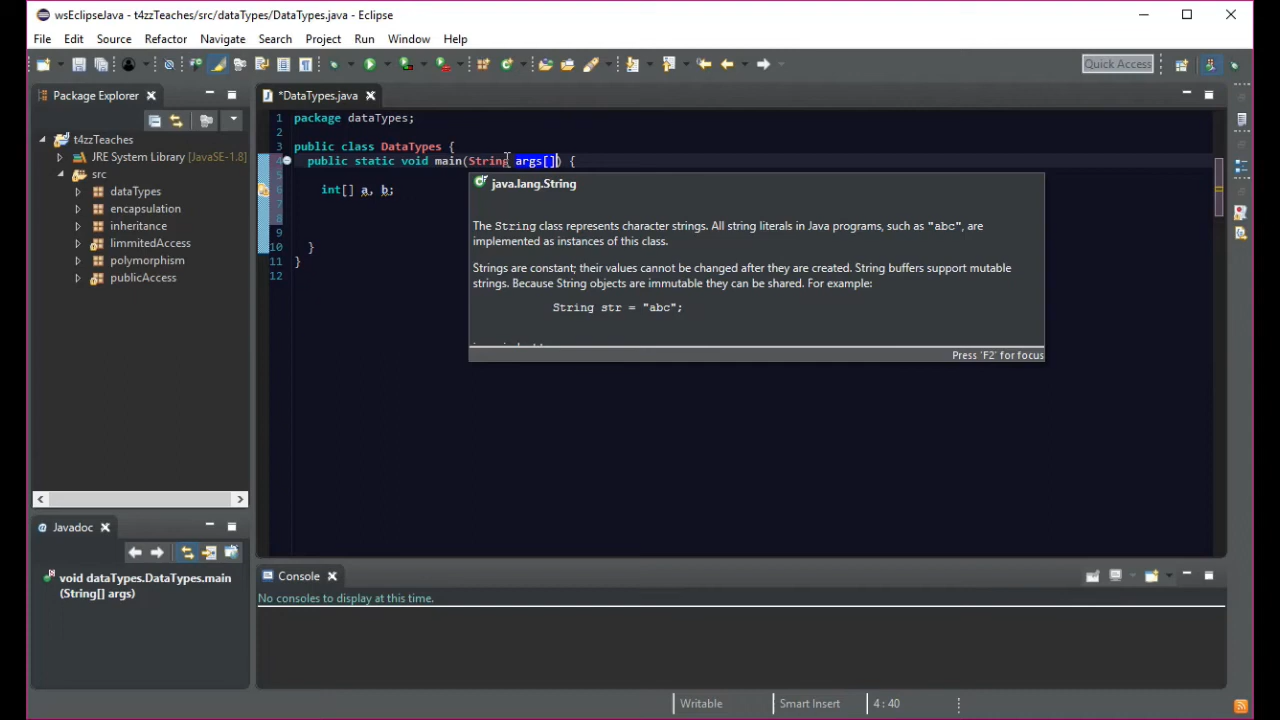 wsEclipseJava - t4zzTeaches/src/dataTypes/DataTypes.java - Eclipse
File Edit Source Refactor Navigate Search Project Run Window Help
Quick Access
Package Explorer
t4zzTeaches
JRE System Library [JavaSE-1.8]
src
dataTypes
encapsulation
inheritance
limmitedAccess
polymorphism
publicAccess
*DataTypes.java
1 package dataTypes;
2
3 public class DataTypes {
4 public static void main(String args[]) {
5
6 int[] a, b;
7
8
9
10 }
11 }
12
java.lang.String
The String class represents character strings. All string literals in Java programs, such as "abc", are
implemented as instances of this class.
Strings are constant; their values cannot be changed after they are created. String buffers support mutable
strings. Because String objects are immutable they can be shared. For example:
String str = "abc";
Press 'F2' for focus
Javadoc
void dataTypes.DataTypes.main
(String[] args)
Console
No consoles to display at this time.
Writable Smart Insert 4:40